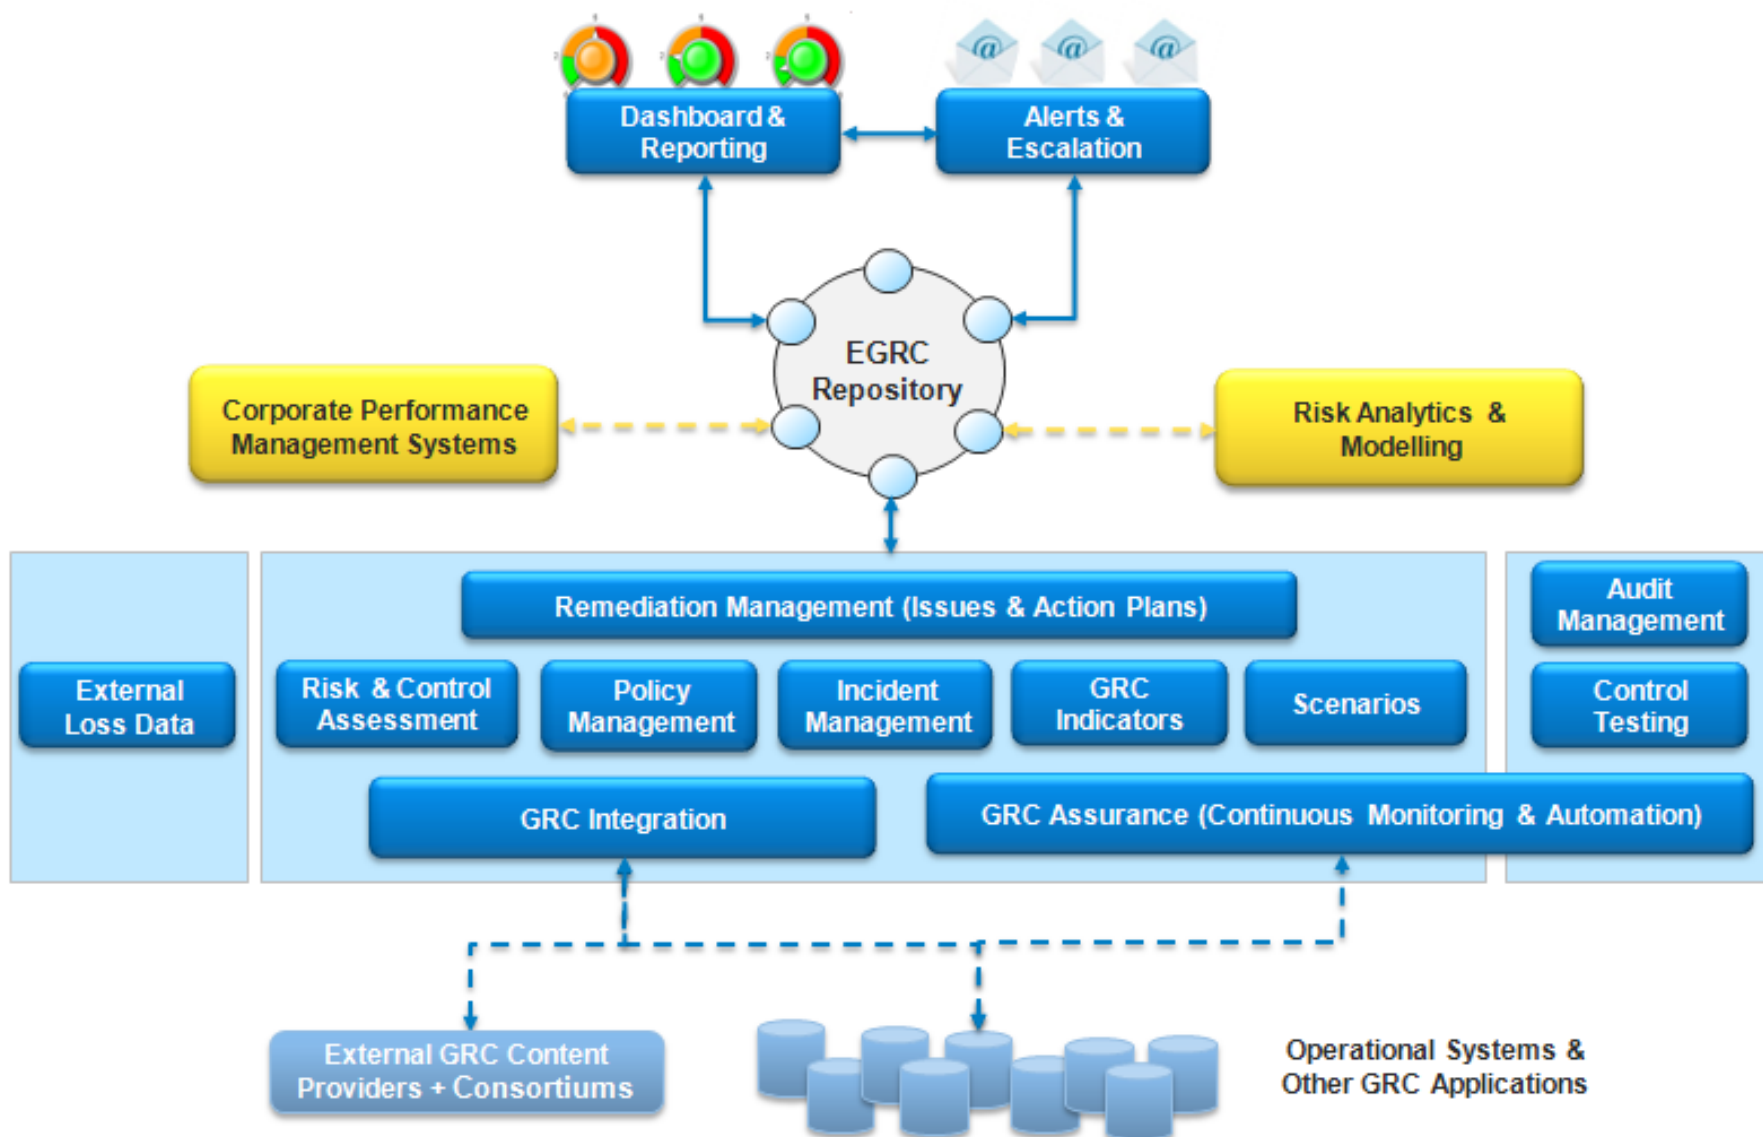 Dashboard &
Reporting
Alerts &
Escalation
EGRC
Repository
Corporate Performance
Management Systems
Risk Analytics &
Modelling
Remediation Management (Issues & Action Plans)
Audit
Management
External
Loss Data
Risk & Control
Assessment
Policy
Management
Incident
Management
GRC
Indicators
Scenarios
Control
Testing
GRC Integration
GRC Assurance (Continuous Monitoring & Automation)
External GRC Content
Providers + Consortiums
Operational Systems &
Other GRC Applications